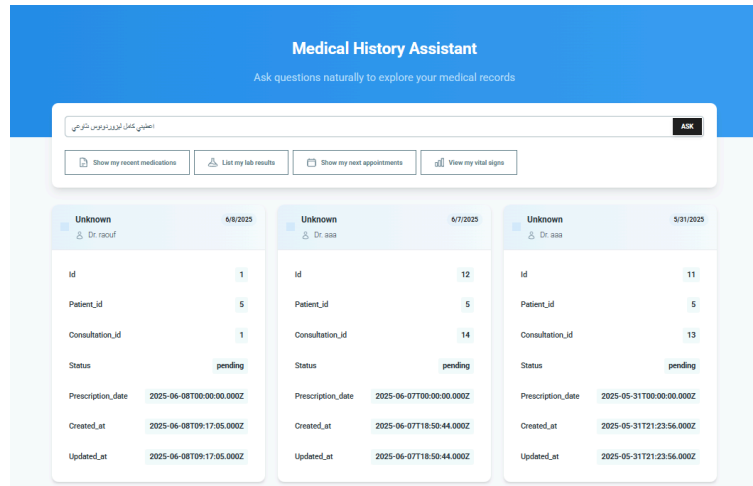 Medical History Assistant
Ask questions naturally to explore your medical records
اعطيني كامل ليزوردونوس تاوعي
ASK
Show my recent medications
List my lab results
Show my next appointments
View my vital signs
Unknown
6/8/2025
Dr. raouf
Id
1
Patient_id
5
Consultation_id
1
Status
pending
Prescription_date
2025-06-08T00:00:00.000Z
Created_at
2025-06-08T09:17:05.000Z
Updated_at
2025-06-08T09:17:05.000Z
Unknown
6/7/2025
Dr. aaa
Id
12
Patient_id
5
Consultation_id
14
Status
pending
Prescription_date
2025-06-07T00:00:00.000Z
Created_at
2025-06-07T18:50:44.000Z
Updated_at
2025-06-07T18:50:44.000Z
Unknown
5/31/2025
Dr. aaa
Id
11
Patient_id
5
Consultation_id
13
Status
pending
Prescription_date
2025-05-31T00:00:00.000Z
Created_at
2025-05-31T21:23:56.000Z
Updated_at
2025-05-31T21:23:56.000Z